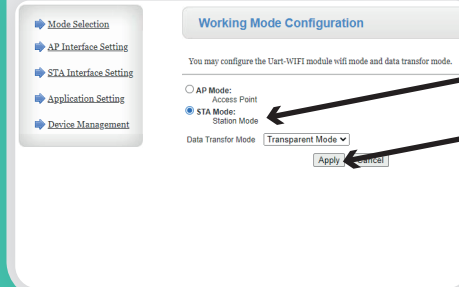 Mode Selection
AP Interface Setting
STA Interface Setting
Application Setting
Device Management
Working Mode Configuration
You may configure the Uart-WIFI module wifi mode and data transfor mode.
AP Mode:
Access Point
STA Mode:
Station Mode
Data Transfor Mode Transparent Mode
Apply Cancel